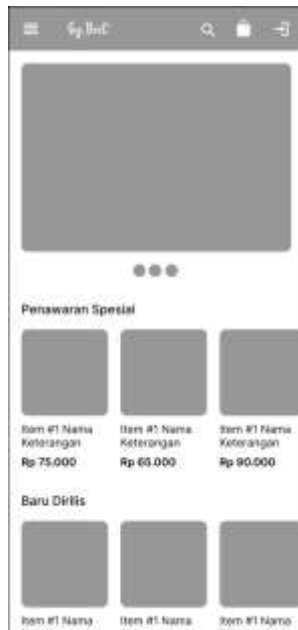 Penawaran Spesial
Item #1 Nama Item #1 Nama Item #1 Nama
Keterangan Keterangan Keterangan
Rp 75.000 Rp 65.000 Rp 90.000
Baru Dirilis
Item #1 Nama Item #1 Nama Item #1 Nama